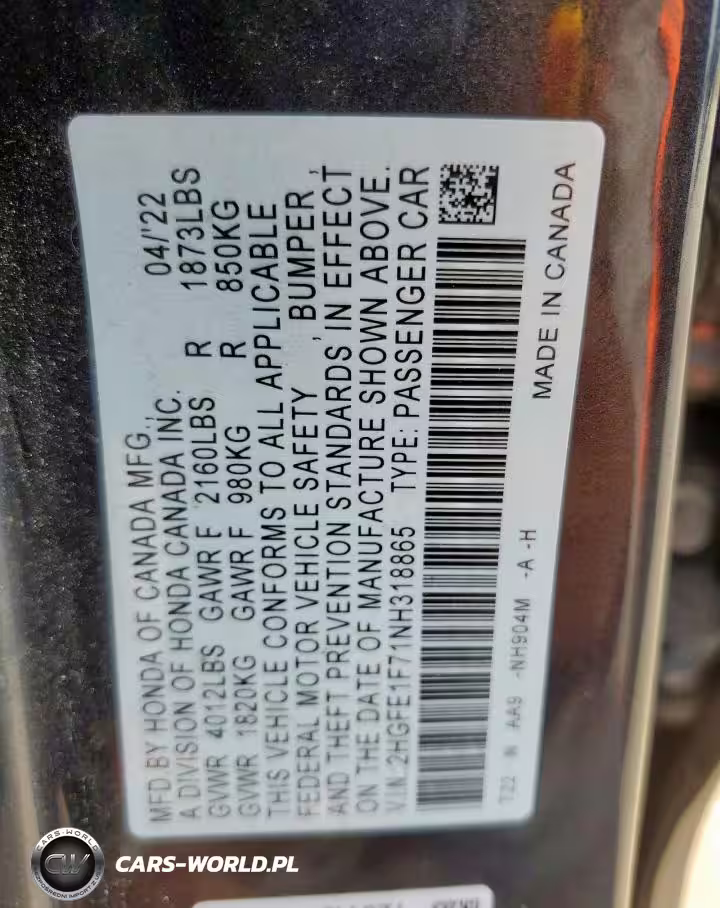 MFD. BY HONDA OF CANADA MFG., 04/'22
A DIVISION OF HONDA CANADA INC.
GVWR 4012LBS GAWR F 2160LBS R 1873LBS
GVWR 1820KG GAWR F 980KG R 850KG
THIS VEHICLE CONFORMS TO ALL APPLICABLE
FEDERAL MOTOR VEHICLE SAFETY , BUMPER ,
AND THEFT PREVENTION STANDARDS IN EFFECT
ON THE DATE OF MANUFACTURE SHOWN ABOVE.
V.I.N. 2HGFE1F71NH318865 TYPE: PASSENGER CAR
T22 N AA9 -NH904M -A -H
MADE IN CANADA
CARS-WORLD
CW
CARS-WORLD.PL